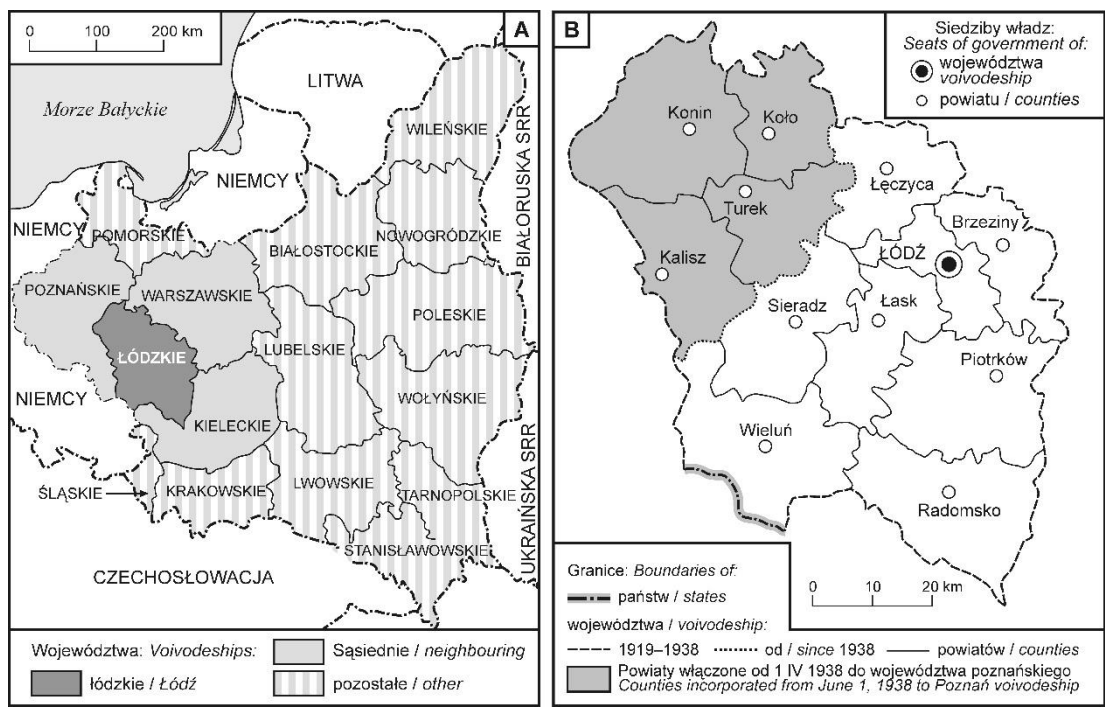 0 100 200 km
A
LITWA
Morze Bałyckie
WILEŃSKIE
BIAŁORUSKA SRR
NIEMCY
NIEMCY
POMORSKIE
BIAŁOSTOCKIE
NOWOGRÓDZKIE
POZNAŃSKIE
WARSZAWSKIE
POLESKIE
ŁÓDZKIE
LUBELSKIE
NIEMCY
WOŁYŃSKIE
KIELECKIE
ŚLĄSKIE
KRAKOWSKIE
LWOWSKIE
TARNOPOLSKIE
UKRAIŃSKA SRR
STANISŁAWOWSKIE
CZECHOSŁOWACJA
Województwa: Voivodeships:
łódzkie / Łódź
Sąsiednie / neighbouring
pozostałe / other
B
Siedziby władz:
Seats of government of:
województwa
voivodeship
powiatu / counties
Konin
Koło
Łęczyca
Turek
Brzeziny
ŁÓDŹ
Kalisz
Sieradz
Łask
Piotrków
Wieluń
Radomsko
Granice: Boundaries of:
państw / states
0 10 20 km
województwa / voivodeship:
1919–1938
od / since 1938
powiatów / counties
Powiaty włączone od 1 IV 1938 do województwa poznańskiego
Counties incorporated from June 1, 1938 to Poznań voivodeship